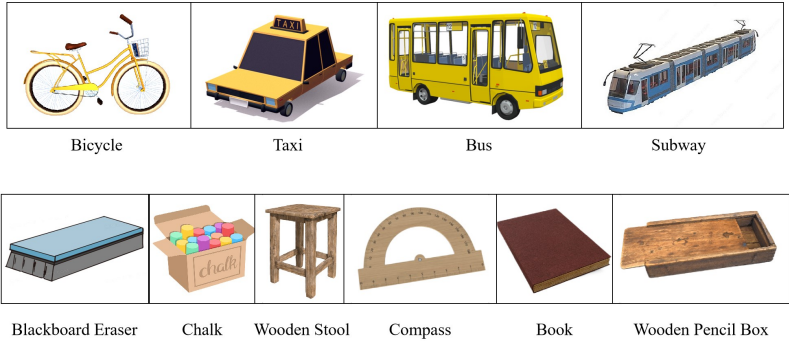 TAXI
Bicycle Taxi Bus Subway
chalk
Blackboard Eraser Chalk Wooden Stool Compass Book Wooden Pencil Box